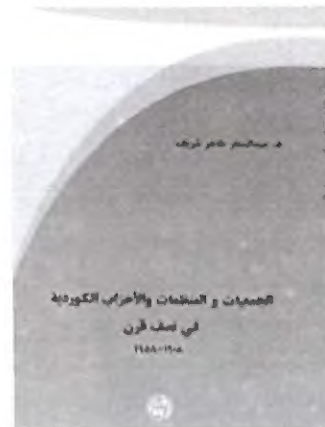 د. عبدالستار طاهر شريف
الجمعيات و المنظمات والأحزاب الكوردية
في نصف قرن
١٩٠٨-١٩٥٨